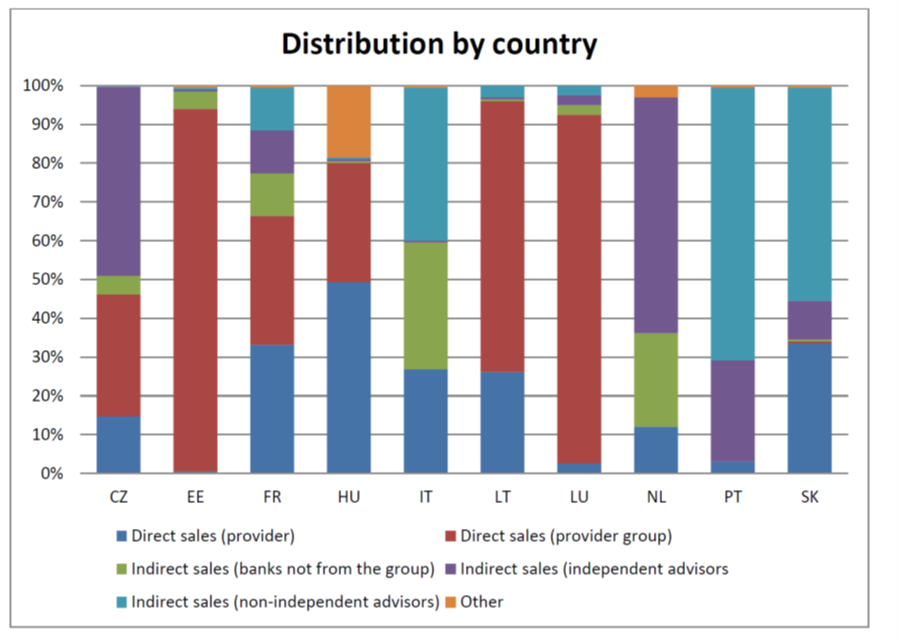 Distribution by country
100%
90%
80%
70%
60%
50%
40%
30%
20%
10%
0%
CZ EE FR HU IT LT LU NL PT SK
Direct sales (provider) Direct sales (provider group)
Indirect sales (banks not from the group) Indirect sales (independent advisors
Indirect sales (non-independent advisors) Other